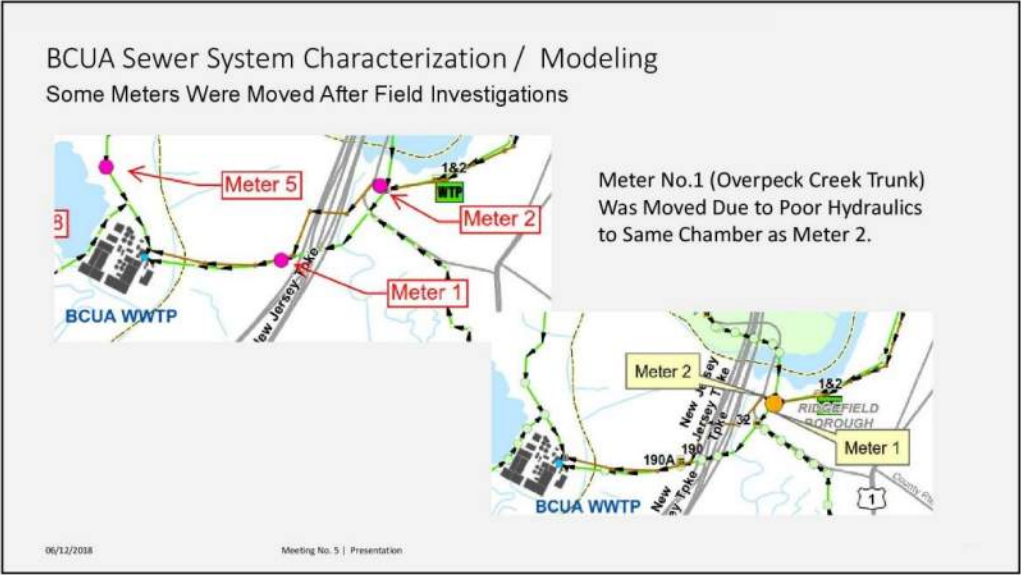 BCUA Sewer System Characterization / Modeling
Some Meters Were Moved After Field Investigations
Meter 5
1&2
WTP
Meter 2
8
New Jersey Tpke
Meter 1
BCUA WWTP
Meter No.1 (Overpeck Creek Trunk)
Was Moved Due to Poor Hydraulics
to Same Chamber as Meter 2.
Meter 2
New Jersey
Jersey Tpke
Tpke
1&2
RIDGEFIELD
BOROUGH
32
Meter 1
190
190A
New
County Rd
1
BCUA WWTP
06/12/2018
Meeting No. 5 | Presentation